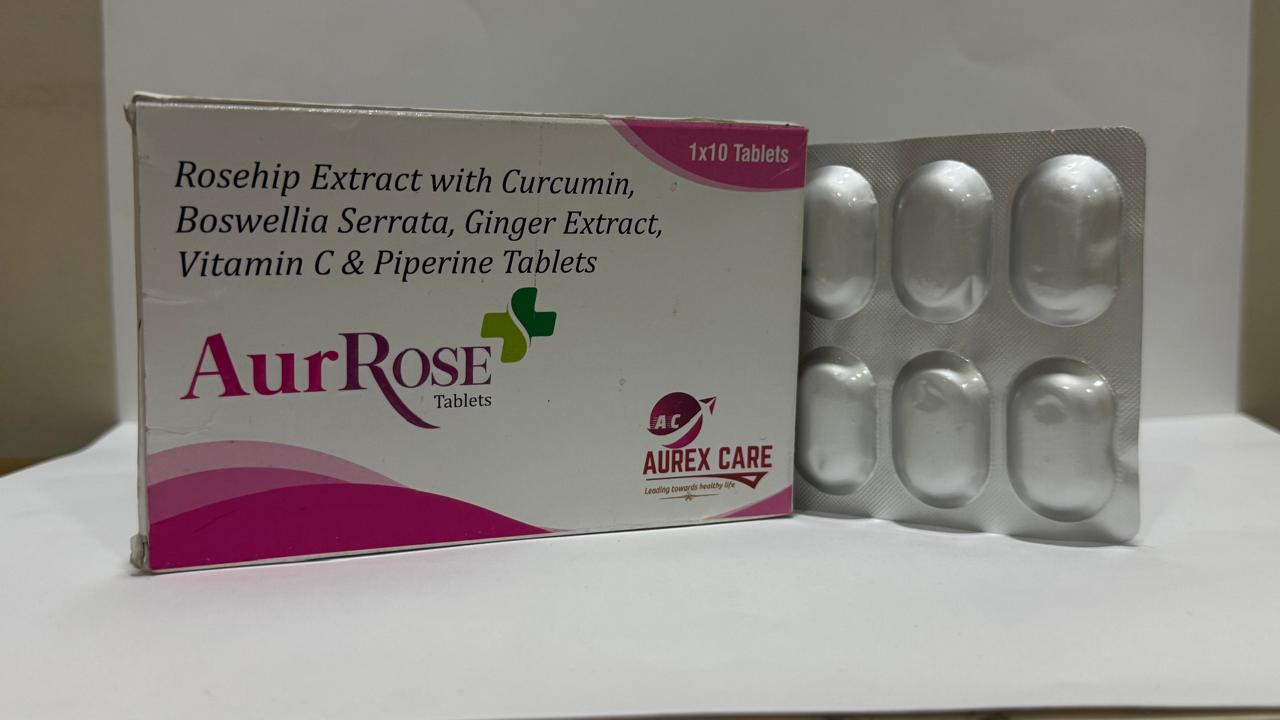 1x10 Tablets
Rosehip Extract with Curcumin,
Boswellia Serrata, Ginger Extract,
Vitamin C & Piperine Tablets
AurRose
Tablets
AC
AUREX CARE
Leading towards healthy life